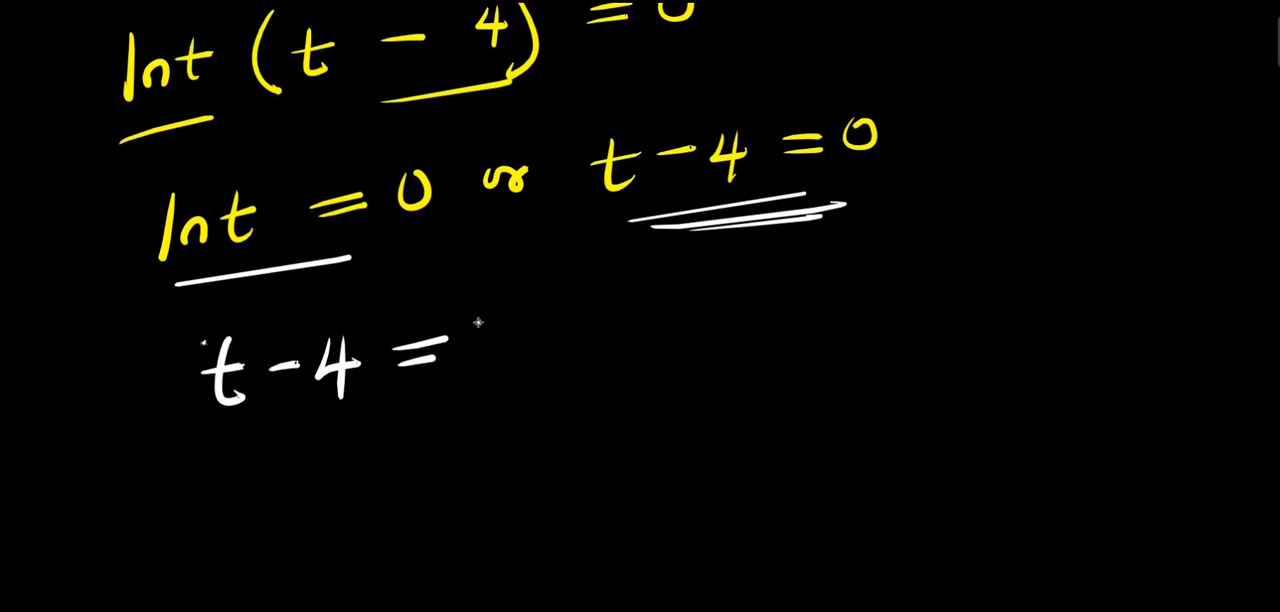 lnt (t - 4) = 0
lnt = 0 or t - 4 = 0
t - 4 =